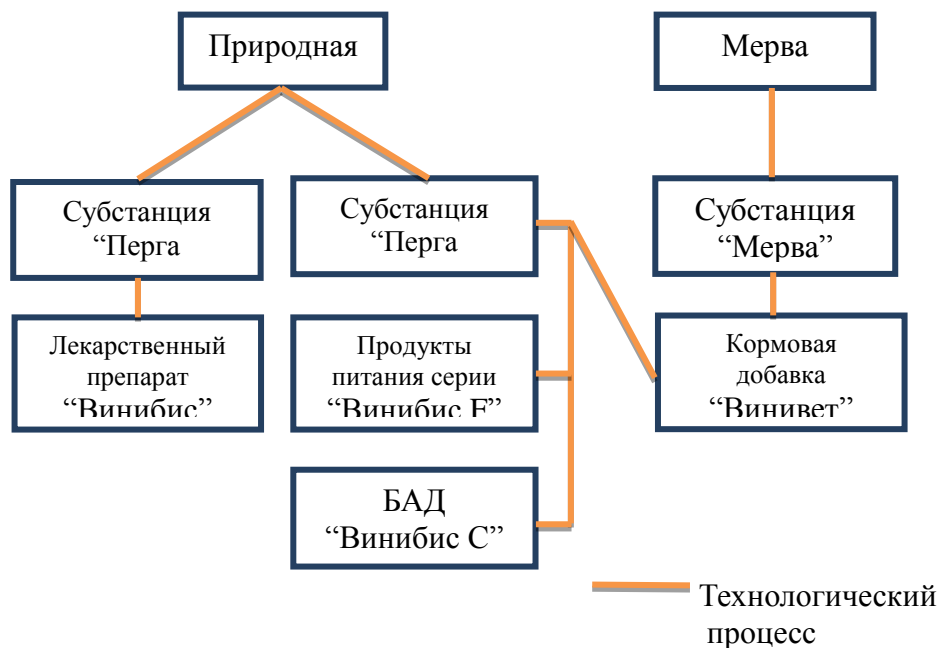 Природная
Мерва
Субстанция
“Перга
Субстанция
“Перга
Субстанция
“Мерва”
Лекарственный
препарат
“Винибис”
Продукты
питания серии
“Винибис F”
Кормовая
добавка
“Винивет”
БАД
“Винибис С”
Технологический
процесс